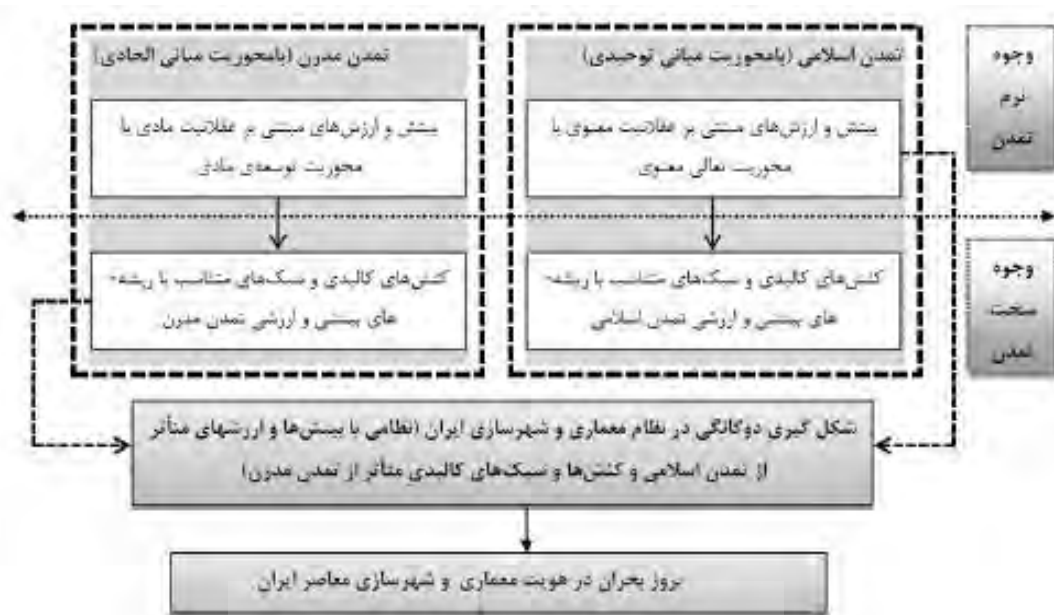 وجوه
نرم
تمدن
تمدن اسلامی (بامحوریت مبانی توحیدی)
بینش و ارزش‌های مبتنی بر عقلانیت معنوی با
محوریت تعالی معنوی
تمدن مدرن (بامحوریت مبانی الحادی)
بینش و ارزش‌های مبتنی بر عقلانیت مادی با
محوریت توسعه‌ی مادی
وجوه
سخت
تمدن
کنش‌های کالبدی و سبک‌های متناسب با ریشه-
های بینشی و ارزشی تمدن اسلامی
کنش‌های کالبدی و سبک‌های متناسب با ریشه-
های بینشی و ارزشی تمدن مدرن
شکل گیری دوگانگی در نظام معماری و شهرسازی ایران (نظامی با بینش‌ها و ارزشهای متأثر
از تمدن اسلامی و کنش‌ها و سبک‌های کالبدی متأثر از تمدن مدرن)
بروز بحران در هویت معماری و شهرسازی معاصر ایران